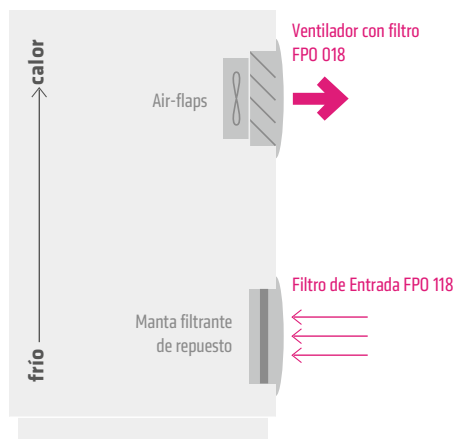 Ventilador con filtro
FPO 018
calor
Air-flaps
Filtro de Entrada FPO 118
Manta filtrante
de repuesto
frío